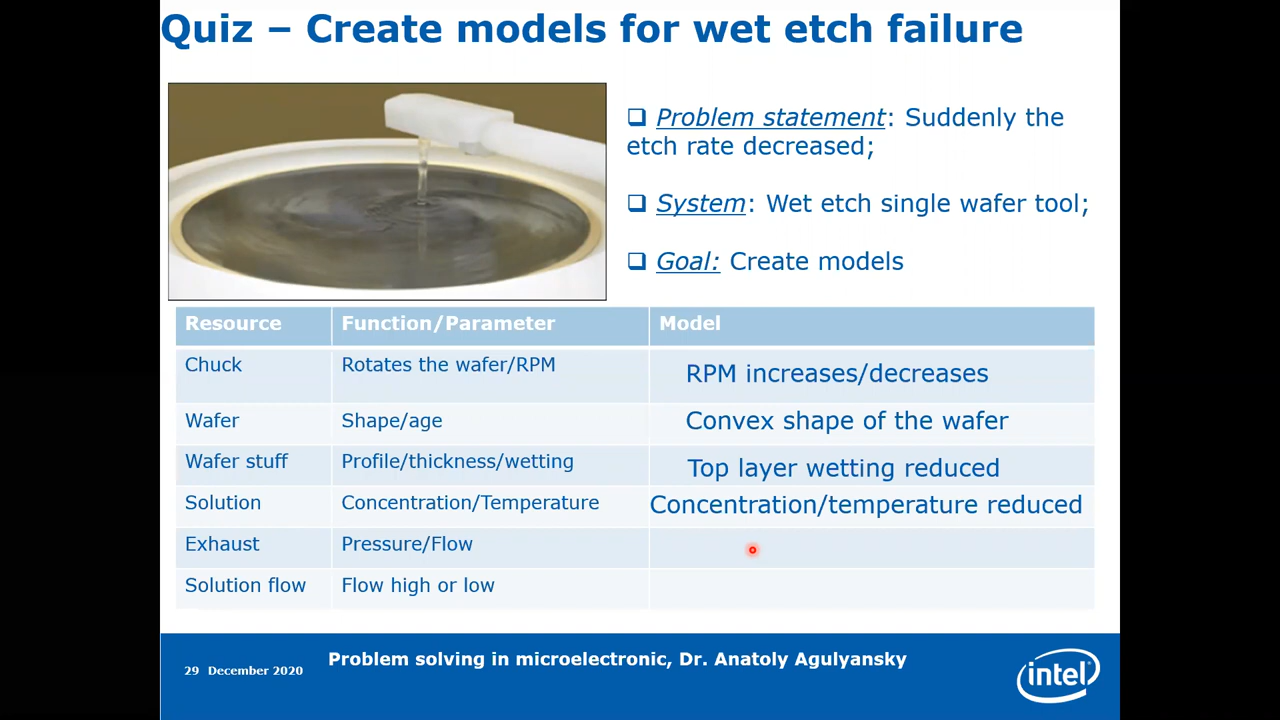 Quiz – Create models for wet etch failure
❑ Problem statement: Suddenly the
etch rate decreased;
❑ System: Wet etch single wafer tool;
❑ Goal: Create models
Resource Function/Parameter Model
Chuck Rotates the wafer/RPM RPM increases/decreases
Wafer Shape/age Convex shape of the wafer
Wafer stuff Profile/thickness/wetting Top layer wetting reduced
Solution Concentration/Temperature Concentration/temperature reduced
Exhaust Pressure/Flow
Solution flow Flow high or low
29 December 2020 Problem solving in microelectronic, Dr. Anatoly Agulyansky
intel